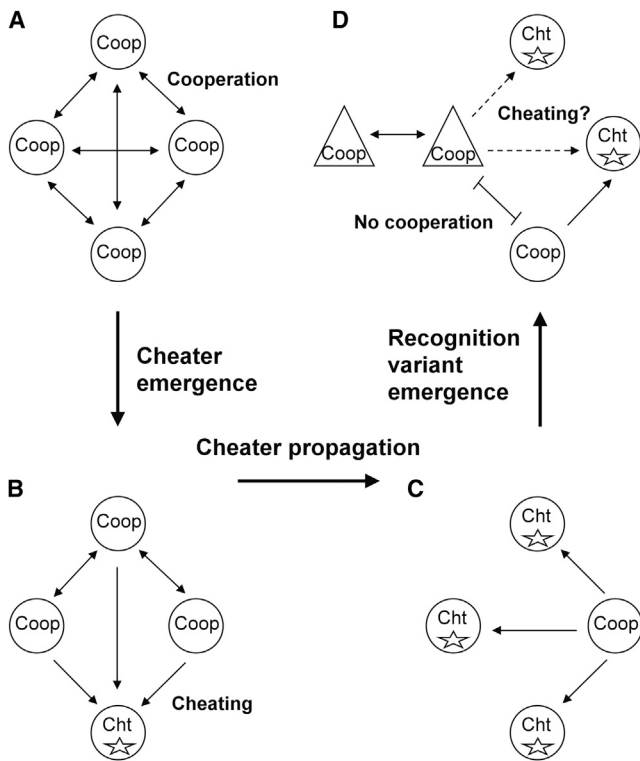 A
Coop
Cooperation
Coop
Coop
Coop
D
Cht
Cheating?
Coop
Coop
Cht
No cooperation
Coop
Cheater
emergence
Recognition
variant
emergence
Cheater propagation
B
Coop
Coop
Coop
Cheating
Cht
C
Cht
Cht
Coop
Cht